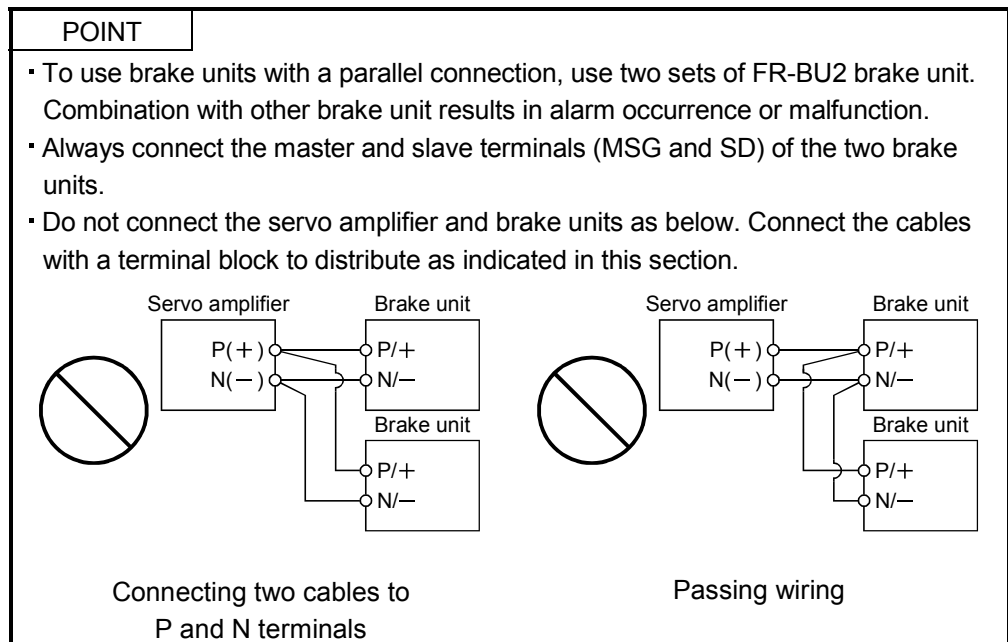 POINT
▪ To use brake units with a parallel connection, use two sets of FR-BU2 brake unit.
Combination with other brake unit results in alarm occurrence or malfunction.
▪ Always connect the master and slave terminals (MSG and SD) of the two brake
units.
▪ Do not connect the servo amplifier and brake units as below. Connect the cables
with a terminal block to distribute as indicated in this section.
Servo amplifier
Brake unit
P(+)
P/+
N(−)
N/−
Brake unit
P/+
N/−
Connecting two cables to
P and N terminals
Servo amplifier
Brake unit
P(+)
P/+
N(−)
N/−
Brake unit
P/+
N/−
Passing wiring